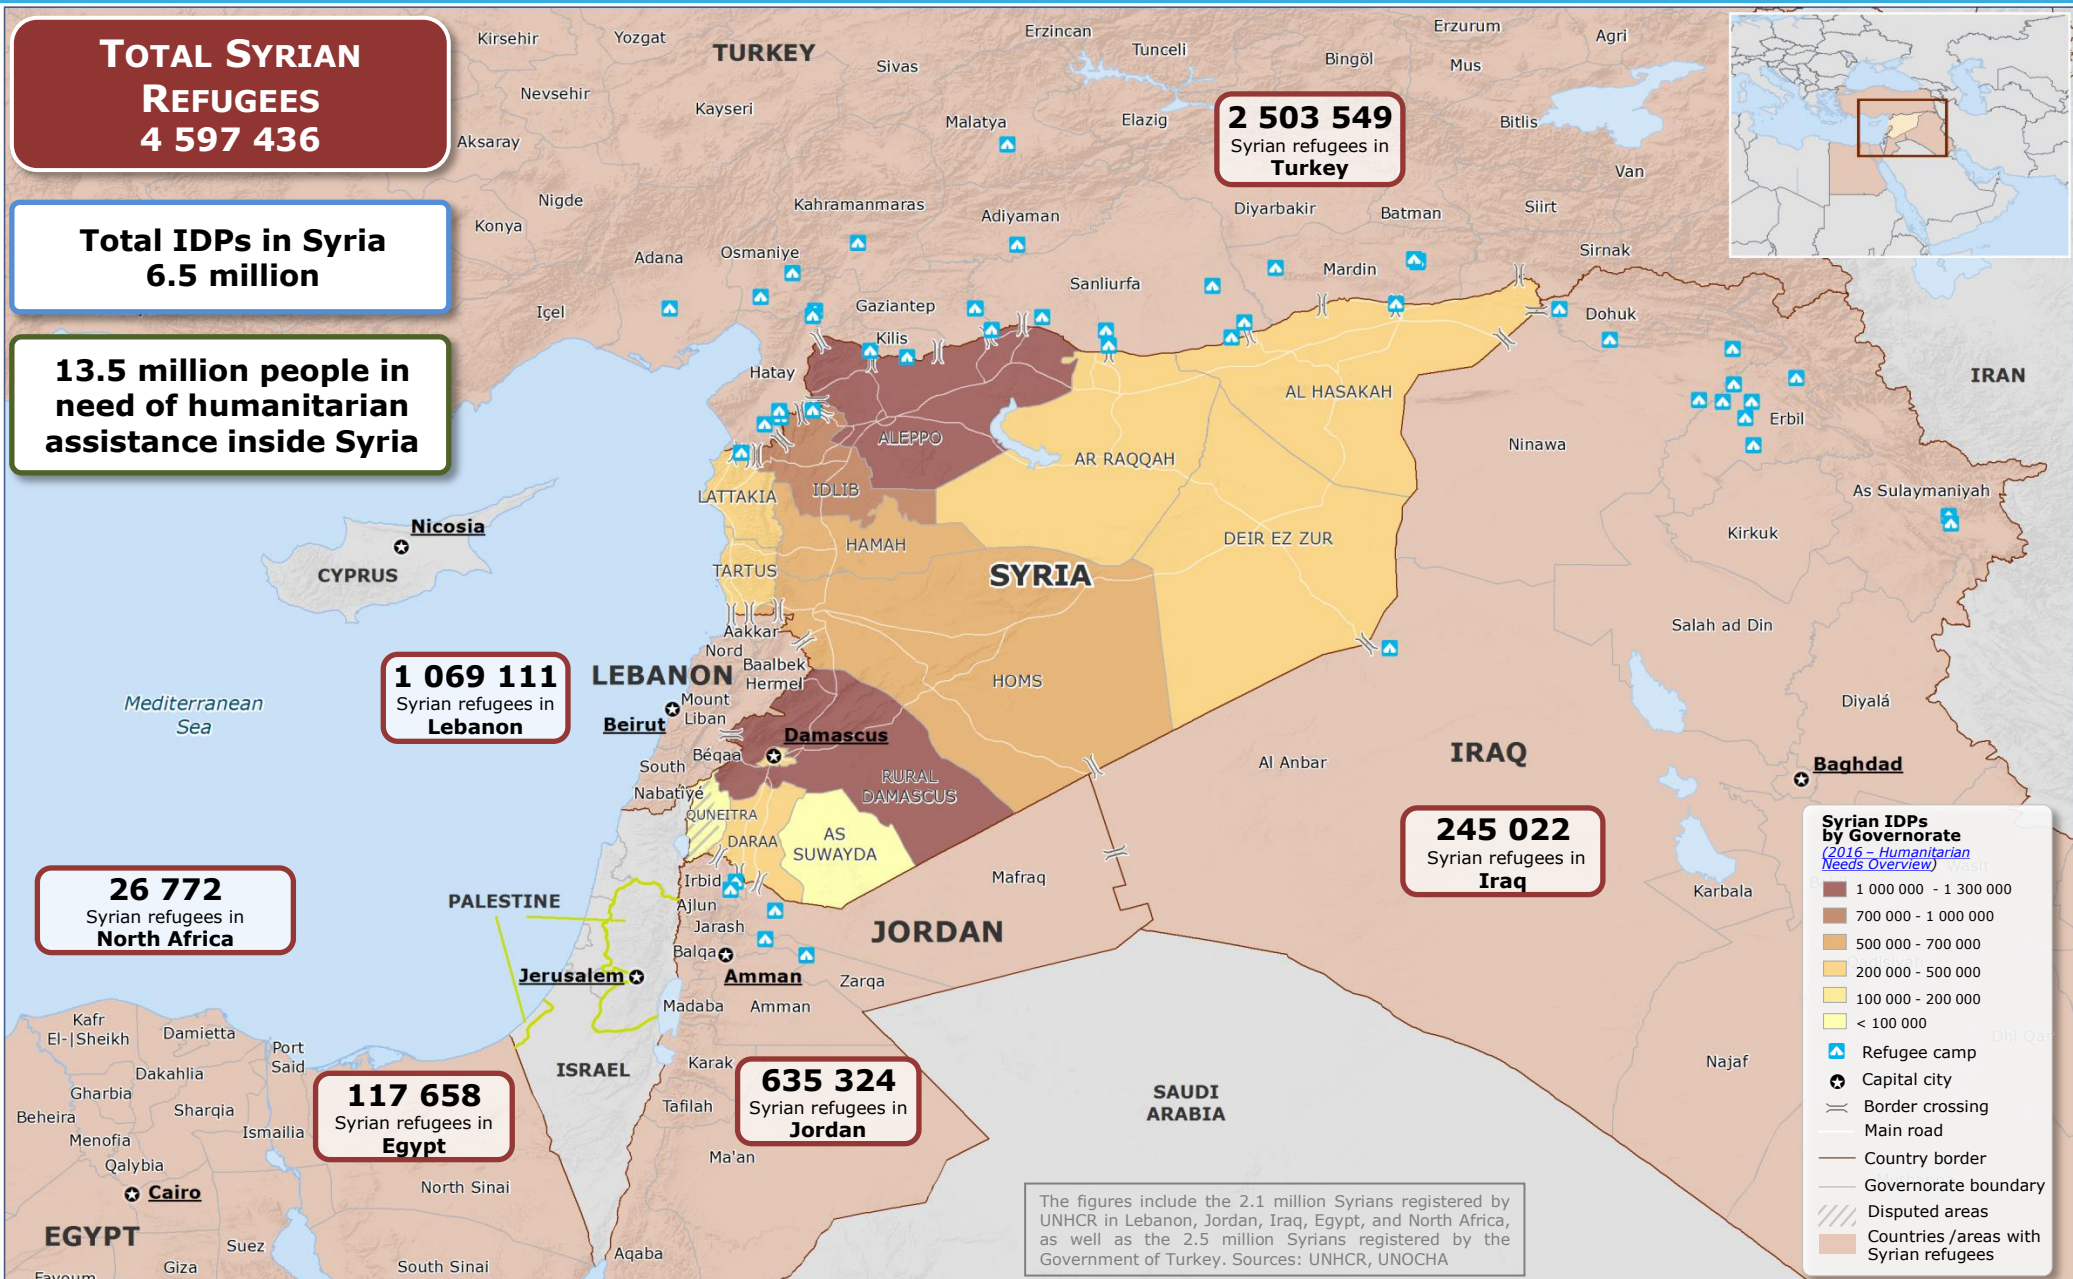 TOTAL SYRIAN
REFUGEES
4 597 436
Total IDPs in Syria
6.5 million
13.5 million people in
need of humanitarian
assistance inside Syria
Kirsehir
Yozgat
TURKEY
Sivas
Erzincan
Tunceli
Erzurum
Bingöl
Mus
Agri
Nevsehir
Kayseri
Aksaray
Malatya
Elazig
Bitlis
Van
2 503 549
Syrian refugees in
Turkey
Nigde
Konya
Kahramanmaras
Adiyaman
Diyarbakir
Batman
Siirt
Sirnak
Adana
Osmaniye
Sanliurfa
Mardin
Içel
Gaziantep
Kilis
Dohuk
Hatay
IRAN
AL HASAKAH
Erbil
ALEPPO
AR RAQQAH
Ninawa
LATTAKIA
IDLIB
As Sulaymaniyah
Nicosia
CYPRUS
HAMAH
DEIR EZ ZUR
Kirkuk
TARTUS
SYRIA
Aakkar
Nord
Baalbek
Hermel
Salah ad Din
1 069 111
Syrian refugees in
Lebanon
LEBANON
Mount
Liban
Beirut
HOMS
Diyalá
Mediterranean
Sea
Damascus
Béqaa
South
Nabatiyé
RURAL
DAMASCUS
Al Anbar
IRAQ
Baghdad
QUNEITRA
DARAA
AS
SUWAYDA
245 022
Syrian refugees in
Iraq
26 772
Syrian refugees in
North Africa
PALESTINE
Irbid
Ajlun
Jarash
Balqa
Mafraq
JORDAN
Karbala
Jerusalem
Amman
Zarqa
Madaba
Amman
Kafr
El-|Sheikh
Damietta
Port
Said
Dakahlia
Gharbia
Beheira
Sharqia
Menofia
Ismailia
Qalybia
Cairo
EGYPT
Suez
Giza
Fayoum
North Sinai
South Sinai
117 658
Syrian refugees in
Egypt
ISRAEL
Karak
Tafilah
635 324
Syrian refugees in
Jordan
Ma'an
Aqaba
SAUDI
ARABIA
Najaf
The figures include the 2.1 million Syrians registered by
UNHCR in Lebanon, Jordan, Iraq, Egypt, and North Africa,
as well as the 2.5 million Syrians registered by the
Government of Turkey. Sources: UNHCR, UNOCHA
Syrian IDPs
by Governorate
(2016 – Humanitarian
Needs Overview)
1 000 000 - 1 300 000
700 000 - 1 000 000
500 000 - 700 000
200 000 - 500 000
100 000 - 200 000
< 100 000
Refugee camp
Capital city
Border crossing
Main road
Country border
Governorate boundary
Disputed areas
Countries /areas with
Syrian refugees